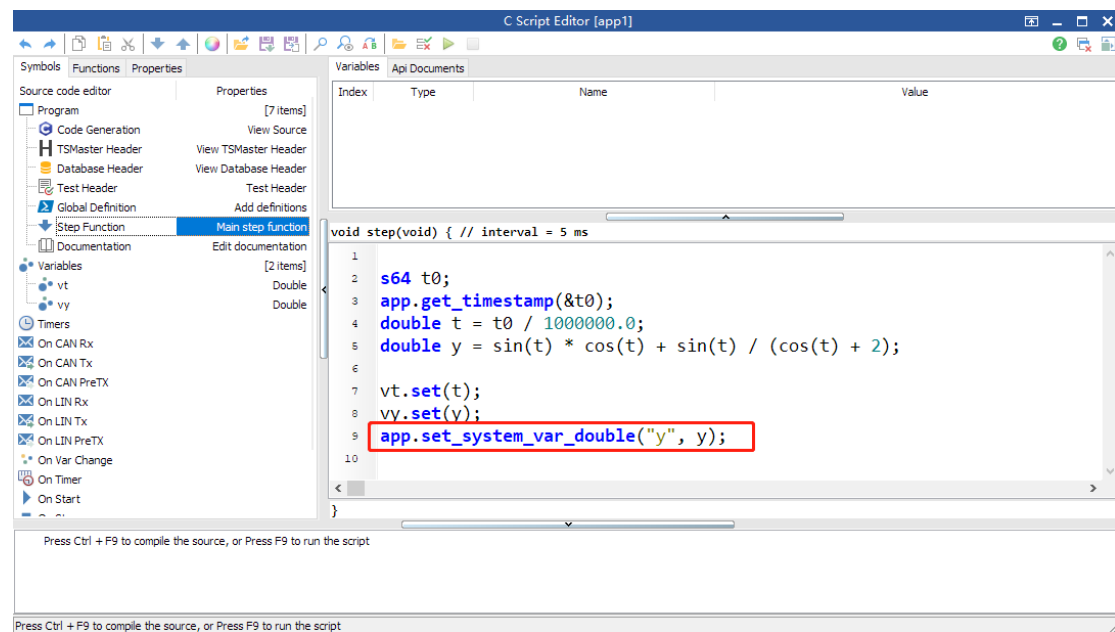 C Script Editor [app1]
Symbols Functions Properties
Source code editor Properties
Program [7 items]
Code Generation View Source
TSMaster Header View TSMaster Header
Database Header View Database Header
Test Header Test Header
Global Definition Add definitions
Step Function Main step function
Documentation Edit documentation
Variables [2 items]
vt Double
vy Double
Timers
On CAN Rx
On CAN Tx
On CAN PreTX
On LIN Rx
On LIN Tx
On LIN PreTX
On Var Change
On Timer
On Start
Variables Api Documents
Index Type Name Value
void step(void) { // interval = 5 ms
1
2 s64 t0;
3 app.get_timestamp(&t0);
4 double t = t0 / 1000000.0;
5 double y = sin(t) * cos(t) + sin(t) / (cos(t) + 2);
6
7 vt.set(t);
8 vy.set(y);
9 app.set_system_var_double("y", y);
10
}
Press Ctrl + F9 to compile the source, or Press F9 to run the script
Press Ctrl + F9 to compile the source, or Press F9 to run the script